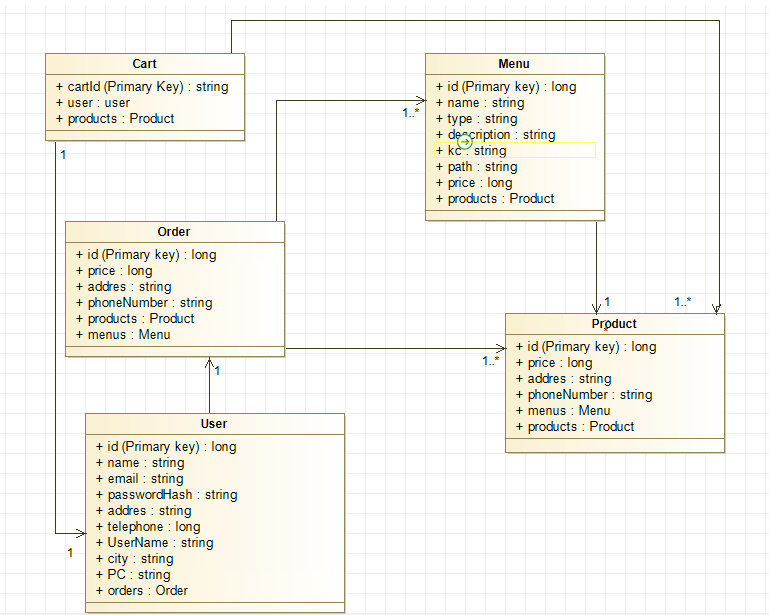 Cart
+ cartId (Primary Key) : string
+ user : user
+ products : Product
1
Menu
+ id (Primary key) : long
+ name : string
+ type : string
+ description : string
+ kc : string
+ path : string
+ price : long
+ products : Product
1..*
Order
+ id (Primary key) : long
+ price : long
+ addres : string
+ phoneNumber : string
+ products : Product
+ menus : Menu
1
1..*
Product
+ id (Primary key) : long
+ price : long
+ addres : string
+ phoneNumber : string
+ menus : Menu
+ products : Product
1..*
1
User
+ id (Primary key) : long
+ name : string
+ email : string
+ passwordHash : string
+ addres : string
+ telephone : long
+ UserName : string
+ city : string
+ PC : string
+ orders : Order
1